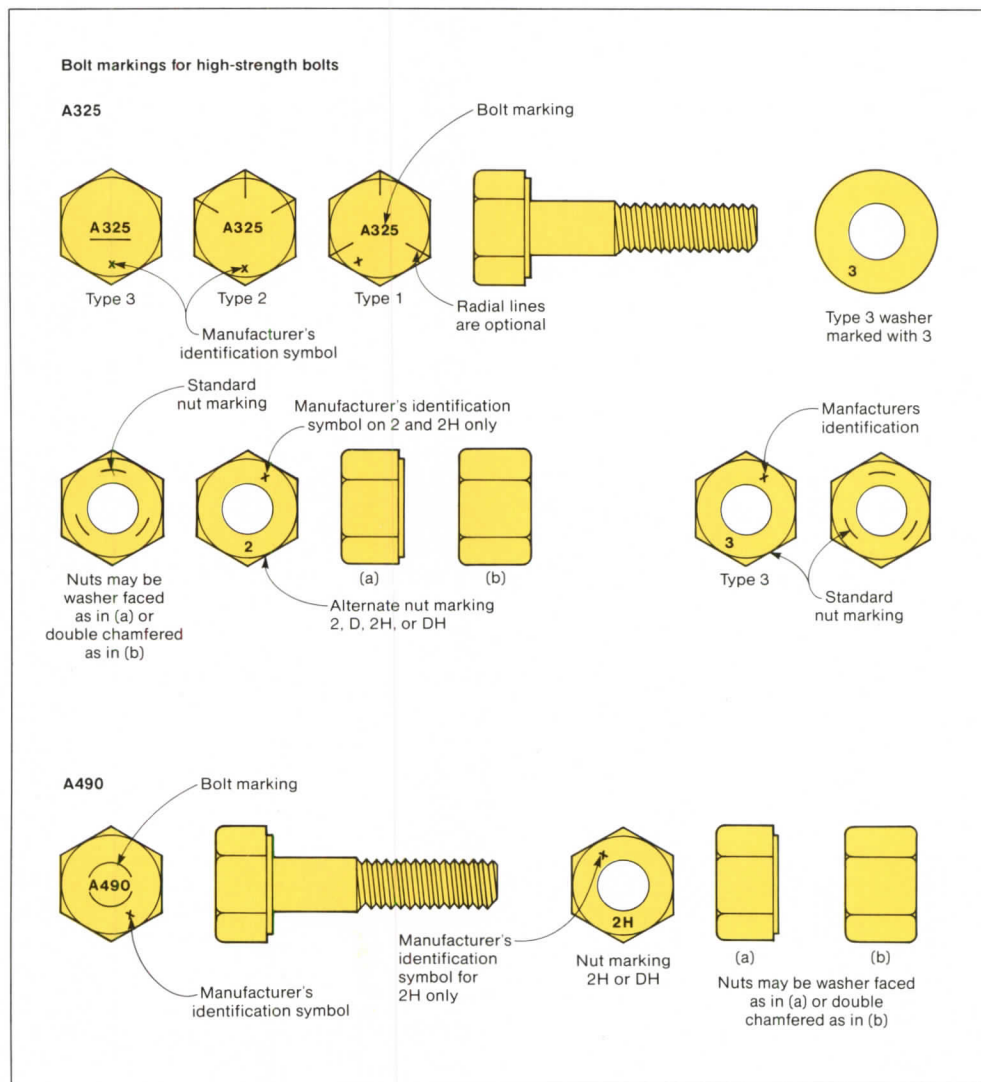 Bolt markings for high-strength bolts
A325
Bolt marking
A325
A325
A325
x
x
x
3
Type 3
Type 2
Type 1
Radial lines
are optional
Type 3 washer
marked with 3
Manufacturer's
identification symbol
Standard
nut marking
Manufacturer's identification
symbol on 2 and 2H only
Manfacturers
identification
x
x
2
3
(a)
(b)
Type 3
Nuts may be
washer faced
as in (a) or
double chamfered
as in (b)
Alternate nut marking
2, D, 2H, or DH
Standard
nut marking
A490
Bolt marking
A490
x
x
2H
Manufacturer's
identification symbol
Manufacturer's
identification
symbol for
2H only
Nut marking
2H or DH
(a)
(b)
Nuts may be washer faced
as in (a) or double
chamfered as in (b)